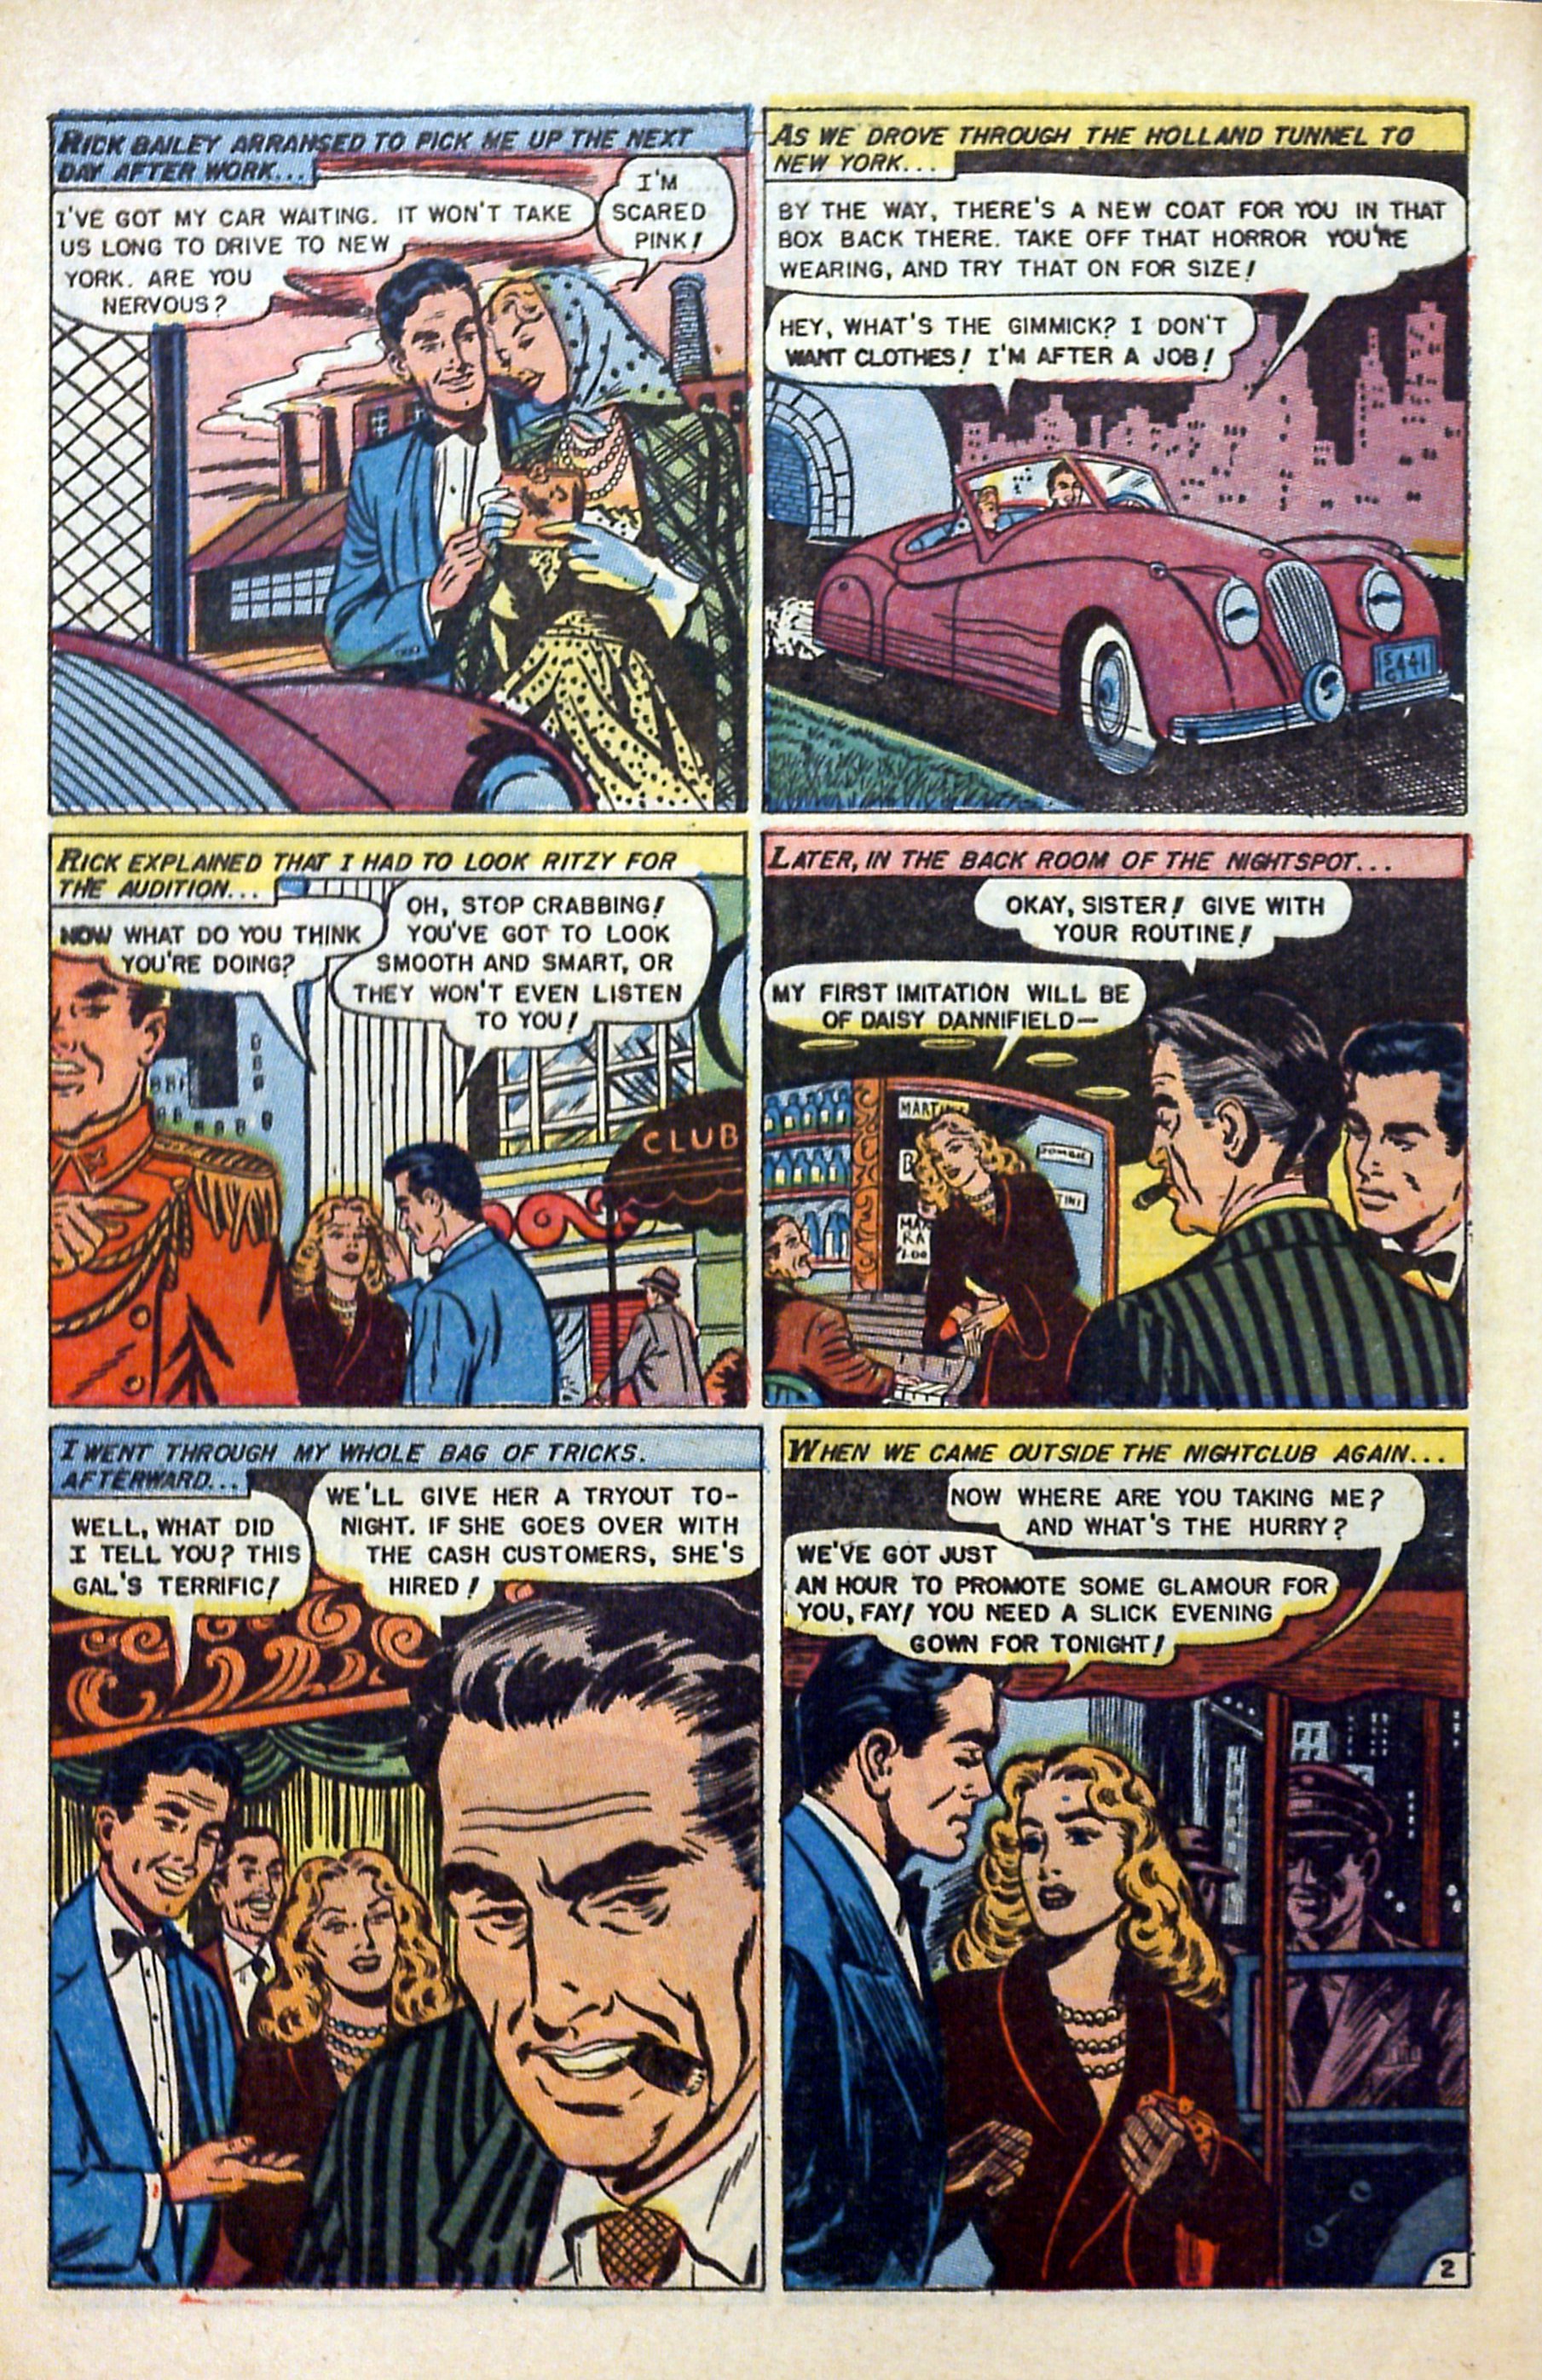 RICK BAILEY ARRANGED TO PICK ME UP THE NEXT
DAY AFTER WORK...
I'VE GOT MY CAR WAITING. IT WON'T TAKE
US LONG TO DRIVE TO NEW
YORK. ARE YOU
NERVOUS?
I'M
SCARED
PINK!
AS WE DROVE THROUGH THE HOLLAND TUNNEL TO
NEW YORK...
BY THE WAY, THERE'S A NEW COAT FOR YOU IN THAT
BOX BACK THERE. TAKE OFF THAT HORROR YOU'RE
WEARING, AND TRY THAT ON FOR SIZE!
HEY, WHAT'S THE GIMMICK? I DON'T
WANT CLOTHES! I'M AFTER A JOB!
441
RICK EXPLAINED THAT I HAD TO LOOK RITZY FOR
THE AUDITION...
NOW WHAT DO YOU THINK
YOU'RE DOING?
OH, STOP CRABBING!
YOU'VE GOT TO LOOK
SMOOTH AND SMART, OR
THEY WON'T EVEN LISTEN
TO YOU!
CLUB
LATER, IN THE BACK ROOM OF THE NIGHTSPOT...
OKAY, SISTER! GIVE WITH
YOUR ROUTINE!
MY FIRST IMITATION WILL BE
OF DAISY DANNIFIELD—
MARTINI
ZOMBIE
TINI
I WENT THROUGH MY WHOLE BAG OF TRICKS.
AFTERWARD...
WELL, WHAT DID
I TELL YOU? THIS
GAL'S TERRIFIC!
WE'LL GIVE HER A TRYOUT TO-
NIGHT. IF SHE GOES OVER WITH
THE CASH CUSTOMERS, SHE'S
HIRED!
WHEN WE CAME OUTSIDE THE NIGHTCLUB AGAIN...
NOW WHERE ARE YOU TAKING ME?
AND WHAT'S THE HURRY?
WE'VE GOT JUST
AN HOUR TO PROMOTE SOME GLAMOUR FOR
YOU, FAY! YOU NEED A SLICK EVENING
GOWN FOR TONIGHT!
2